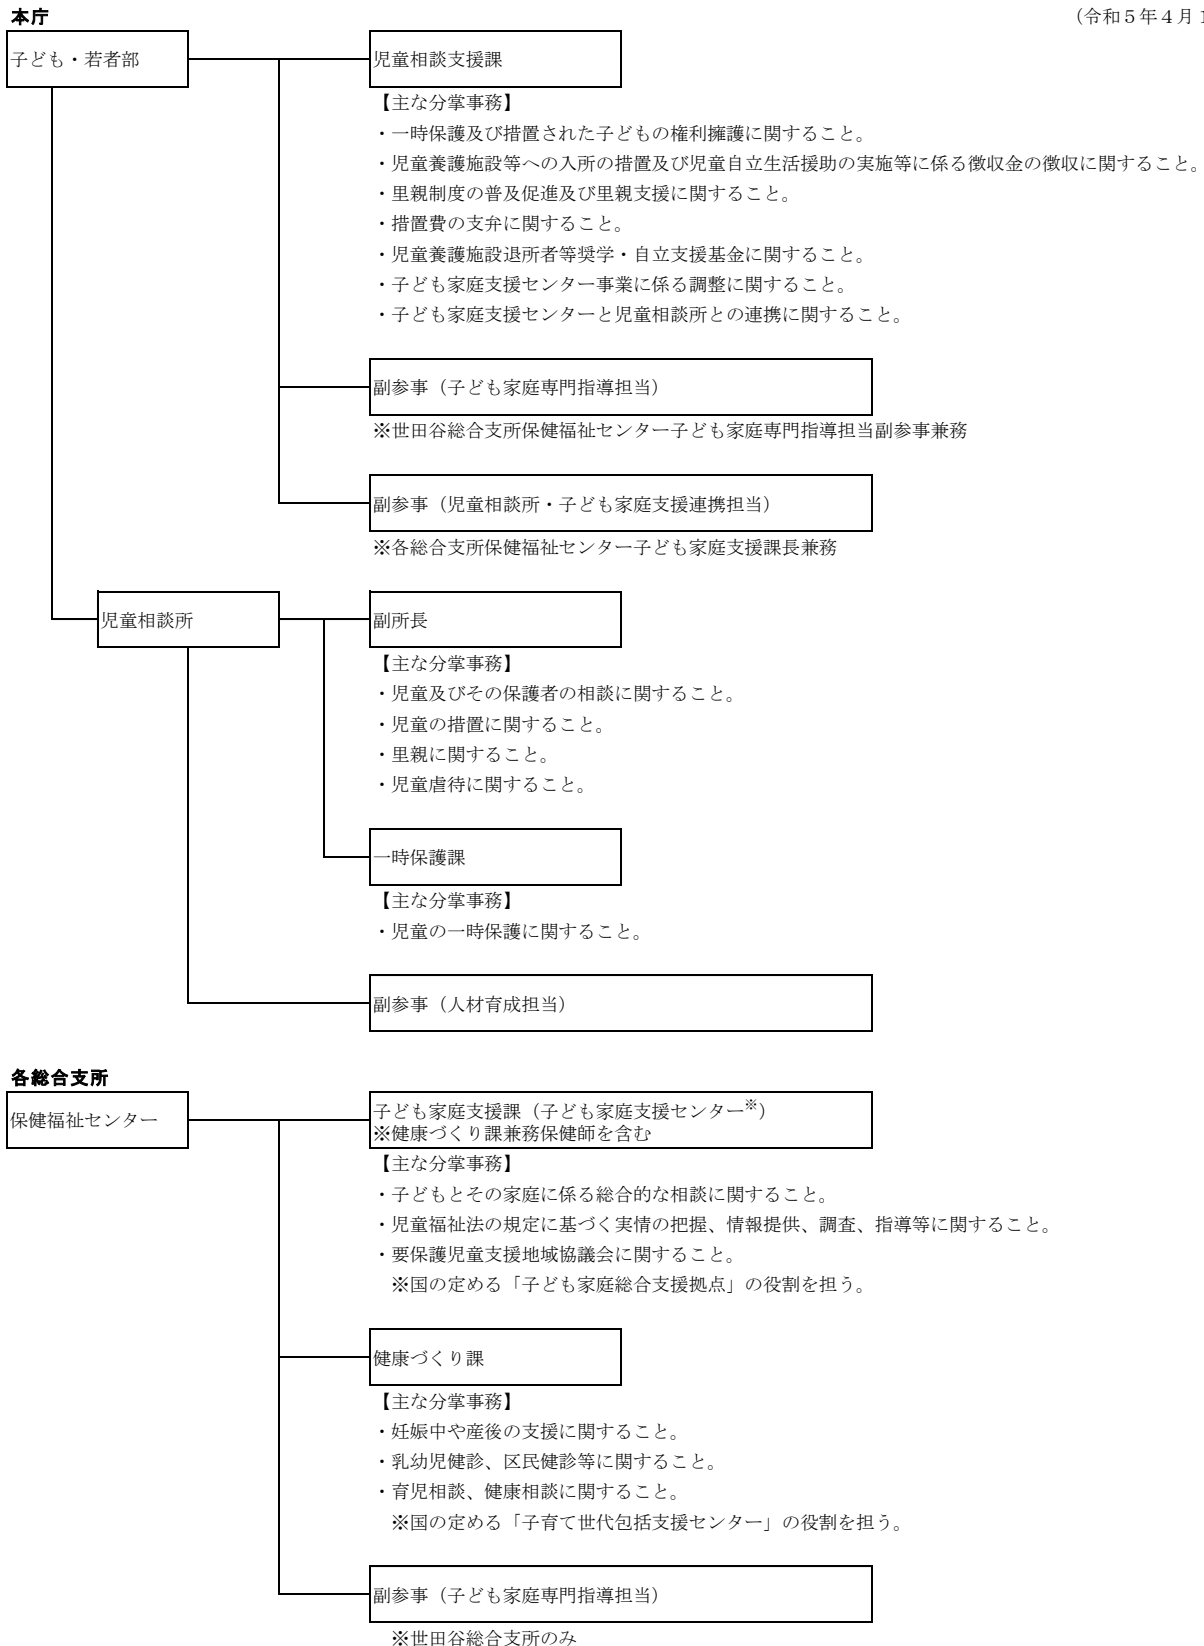 本庁
（令和５年４月１
子ども・若者部
児童相談支援課
【主な分掌事務】
・一時保護及び措置された子どもの権利擁護に関すること。
・児童養護施設等への入所の措置及び児童自立生活援助の実施等に係る徴収金の徴収に関すること。
・里親制度の普及促進及び里親支援に関すること。
・措置費の支弁に関すること。
・児童養護施設退所者等奨学・自立支援基金に関すること。
・子ども家庭支援センター事業に係る調整に関すること。
・子ども家庭支援センターと児童相談所との連携に関すること。
副参事（子ども家庭専門指導担当）
※世田谷総合支所保健福祉センター子ども家庭専門指導担当副参事兼務
副参事（児童相談所・子ども家庭支援連携担当）
※各総合支所保健福祉センター子ども家庭支援課長兼務
児童相談所
副所長
【主な分掌事務】
・児童及びその保護者の相談に関すること。
・児童の措置に関すること。
・里親に関すること。
・児童虐待に関すること。
一時保護課
【主な分掌事務】
・児童の一時保護に関すること。
副参事（人材育成担当）
各総合支所
保健福祉センター
子ども家庭支援課（子ども家庭支援センター※）
※健康づくり課兼務保健師を含む
【主な分掌事務】
・子どもとその家庭に係る総合的な相談に関すること。
・児童福祉法の規定に基づく実情の把握、情報提供、調査、指導等に関すること。
・要保護児童支援地域協議会に関すること。
※国の定める「子ども家庭総合支援拠点」の役割を担う。
健康づくり課
【主な分掌事務】
・妊娠中や産後の支援に関すること。
・乳幼児健診、区民健診等に関すること。
・育児相談、健康相談に関すること。
※国の定める「子育て世代包括支援センター」の役割を担う。
副参事（子ども家庭専門指導担当）
※世田谷総合支所のみ